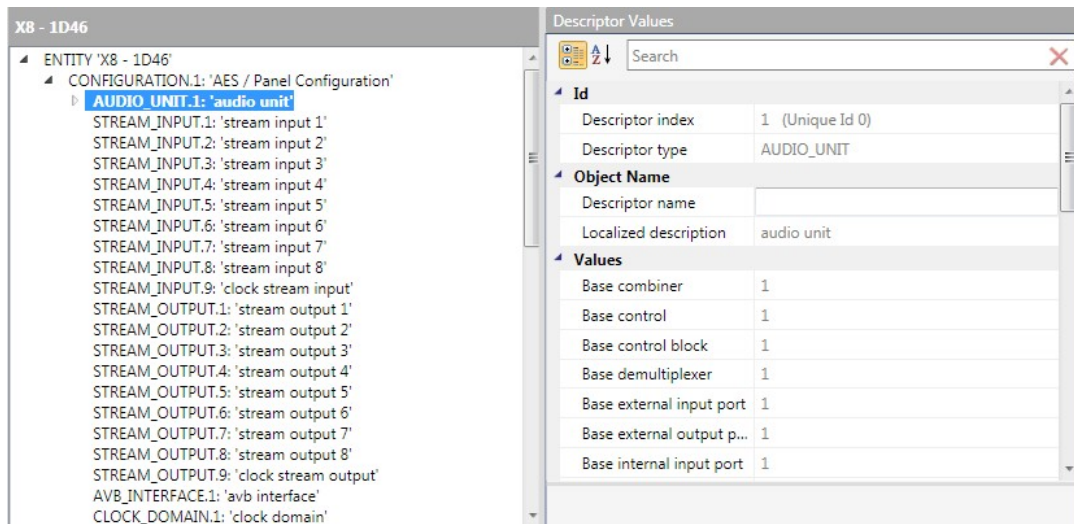 X8 - 1D46
ENTITY 'X8 - 1D46'
CONFIGURATION.1: 'AES / Panel Configuration'
AUDIO_UNIT.1: 'audio unit'
STREAM_INPUT.1: 'stream input 1'
STREAM_INPUT.2: 'stream input 2'
STREAM_INPUT.3: 'stream input 3'
STREAM_INPUT.4: 'stream input 4'
STREAM_INPUT.5: 'stream input 5'
STREAM_INPUT.6: 'stream input 6'
STREAM_INPUT.7: 'stream input 7'
STREAM_INPUT.8: 'stream input 8'
STREAM_INPUT.9: 'clock stream input'
STREAM_OUTPUT.1: 'stream output 1'
STREAM_OUTPUT.2: 'stream output 2'
STREAM_OUTPUT.3: 'stream output 3'
STREAM_OUTPUT.4: 'stream output 4'
STREAM_OUTPUT.5: 'stream output 5'
STREAM_OUTPUT.6: 'stream output 6'
STREAM_OUTPUT.7: 'stream output 7'
STREAM_OUTPUT.8: 'stream output 8'
STREAM_OUTPUT.9: 'clock stream output'
AVB_INTERFACE.1: 'avb interface'
CLOCK_DOMAIN.1: 'clock domain'
Descriptor Values
A Z Search
Id
Descriptor index 1 (Unique Id 0)
Descriptor type AUDIO_UNIT
Object Name
Descriptor name
Localized description audio unit
Values
Base combiner 1
Base control 1
Base control block 1
Base demultiplexer 1
Base external input port 1
Base external output p... 1
Base internal input port 1